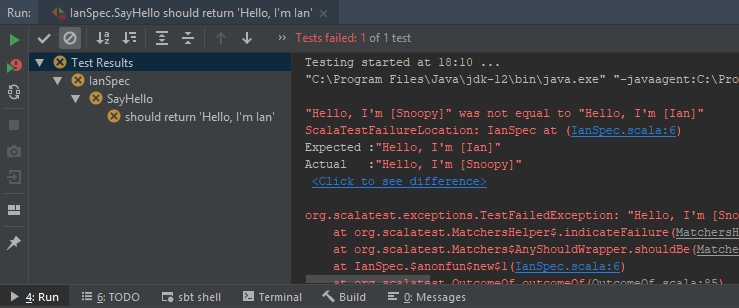 Run: IanSpec.SayHello should return 'Hello, I'm Ian' ×
» Tests failed: 1 of 1 test
Test Results
IanSpec
SayHello
should return 'Hello, I'm Ian'
Testing started at 18:10 ...
"C:\Program Files\Java\jdk-12\bin\java.exe" "-javaagent:C:\Pro
"Hello, I'm [Snoopy]" was not equal to "Hello, I'm [Ian]"
ScalaTestFailureLocation: IanSpec at (IanSpec.scala:6)
Expected :"Hello, I'm [Ian]"
Actual :"Hello, I'm [Snoopy]"
<Click to see difference>
org.scalatest.exceptions.TestFailedException: "Hello, I'm [Sno
at org.scalatest.MatchersHelper$.indicateFailure(MatchersH
at org.scalatest.Matchers$AnyShouldWrapper.shouldBe(Matche
at IanSpec.$anonfun$new$1(IanSpec.scala:6)
at org.scalatest.OutcomeOf.outcomeOf(OutcomeOf.scala:85)
4: Run 6: TODO sbt shell Terminal Build 0: Messages